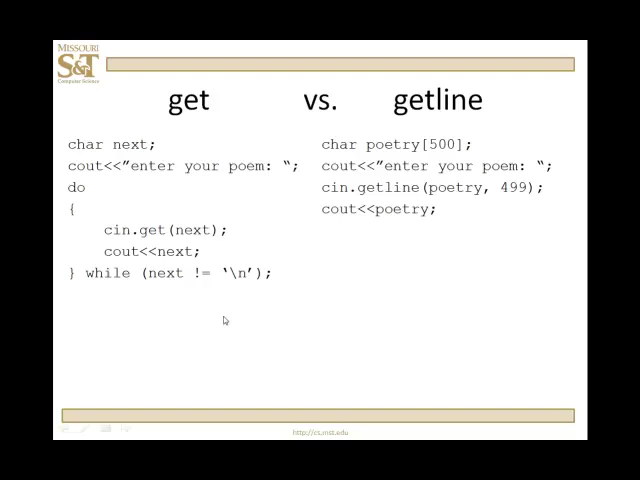 MISSOURI
S&T
Computer Science
get vs. getline
char next;
cout<<”enter your poem: “;
do
{
cin.get(next);
cout<<next;
} while (next != ‘\n’);
char poetry[500];
cout<<”enter your poem: “;
cin.getline(poetry, 499);
cout<<poetry;
http://cs.mst.edu